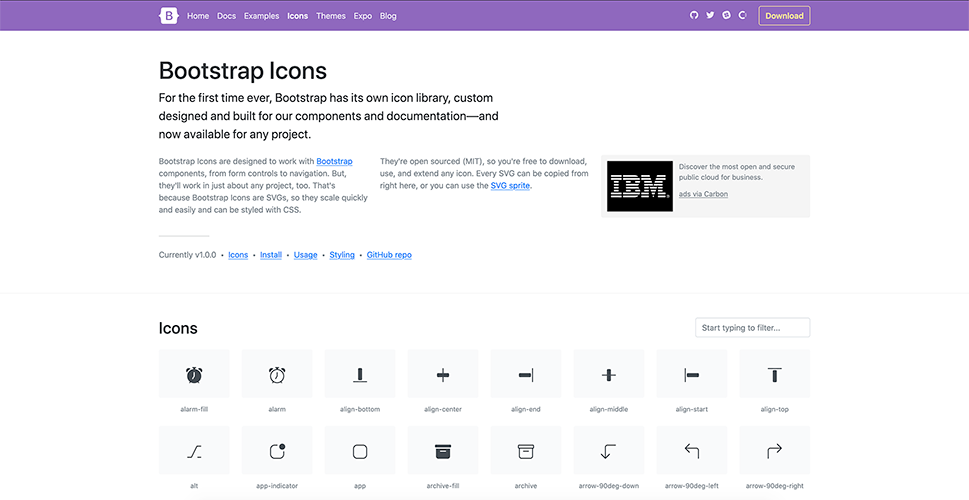 B Home Docs Examples Icons Themes Expo Blog Download
Bootstrap Icons
For the first time ever, Bootstrap has its own icon library, custom
designed and built for our components and documentation—and
now available for any project.
Bootstrap Icons are designed to work with Bootstrap
components, from form controls to navigation. But,
they'll work in just about any project, too. That's
because Bootstrap Icons are SVGs, so they scale quickly
and easily and can be styled with CSS.
They're open sourced (MIT), so you're free to download,
use, and extend any icon. Every SVG can be copied from
right here, or you can use the SVG sprite.
IBM®
Discover the most open and secure
public cloud for business.
ads via Carbon
Currently v1.0.0 • Icons • Install • Usage • Styling • GitHub repo
Icons
Start typing to filter...
alarm-fill alarm align-bottom align-center align-end align-middle align-start align-top
alt app-indicator app archive-fill archive arrow-90deg-down arrow-90deg-left arrow-90deg-right